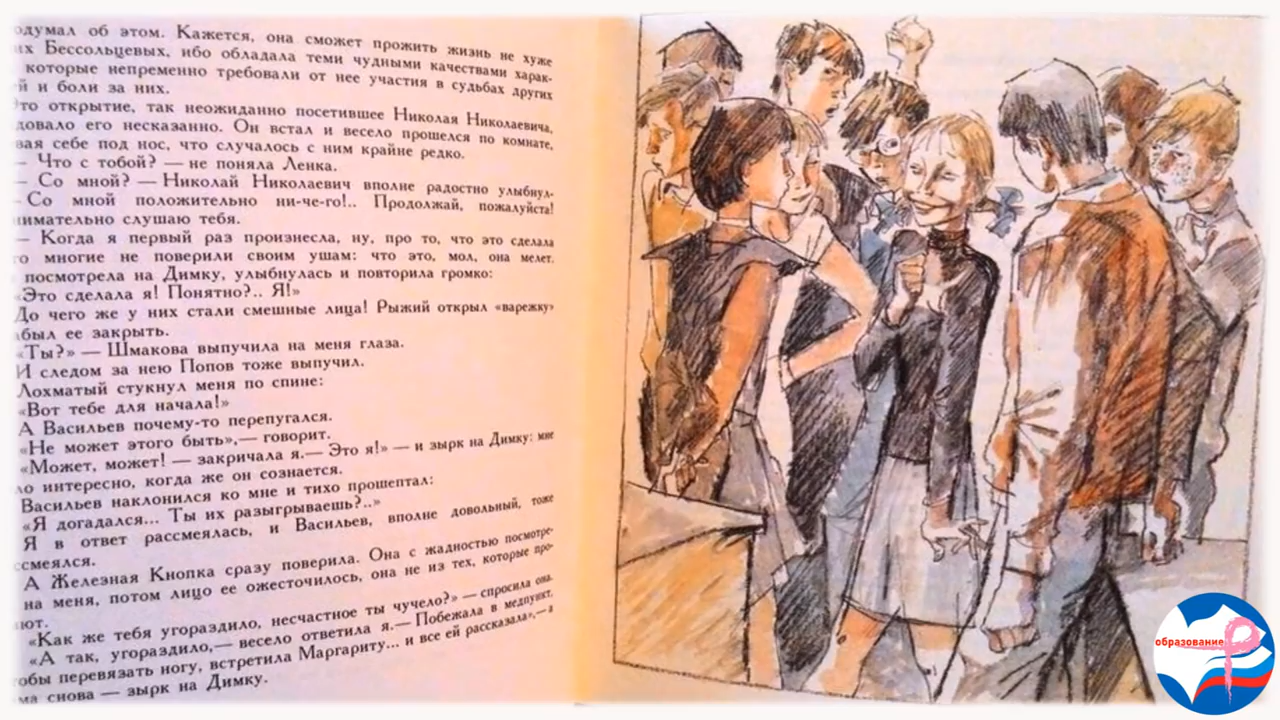 одумал об этом. Кажется, она сможет прожить жизнь не хуже
их Бессольцевых, ибо обладала теми чудными качествами харак-
которые непременно требовали от нее участия в судьбах других
й и боли за них.
Это открытие, так неожиданно посетившее Николая Николаевича,
довало его несказанно. Он встал и весело прошелся по комнате,
вая себе под нос, что случалось с ним крайне редко.
— Что с тобой? — не поняла Ленка.
— Со мной? — Николай Николаевич вполне радостно улыбнул-
— Со мной положительно ни-че-го!.. Продолжай, пожалуйста!
нимательно слушаю тебя.
— Когда я первый раз произнесла, ну, про то, что это сделала
го многие не поверили своим ушам: что это, мол, она мелет.
посмотрела на Димку, улыбнулась и повторила громко:
«Это сделала я! Понятно?.. Я!»
До чего же у них стали смешные лица! Рыжий открыл «варежку»
абыл ее закрыть.
«Ты?» — Шмакова выпучила на меня глаза.
И следом за нею Попов тоже выпучил.
Лохматый стукнул меня по спине:
«Вот тебе для начала!»
А Васильев почему-то перепугался.
«Не может этого быть»,— говорит.
«Может, может! — закричала я.— Это я!» — и зырк на Димку: мне
ло интересно, когда же он сознается.
Васильев наклонился ко мне и тихо прошептал:
«Я догадался... Ты их разыгрываешь?..»
Я в ответ рассмеялась, и Васильев, вполне довольный, тоже
ссмеялся.
А Железная Кнопка сразу поверила. Она с жадностью посмотре-
на меня, потом лицо ее ожесточилось, она не из тех, которые про-
ют.
«Как же тебя угораздило, несчастное ты чучело?» — спросила она.
«А так, угораздило,— весело ответила я.— Побежала в медпункт,
обы перевязать ногу, встретила Маргариту... и все ей рассказала»,— а
ма снова — зырк на Димку.
образование